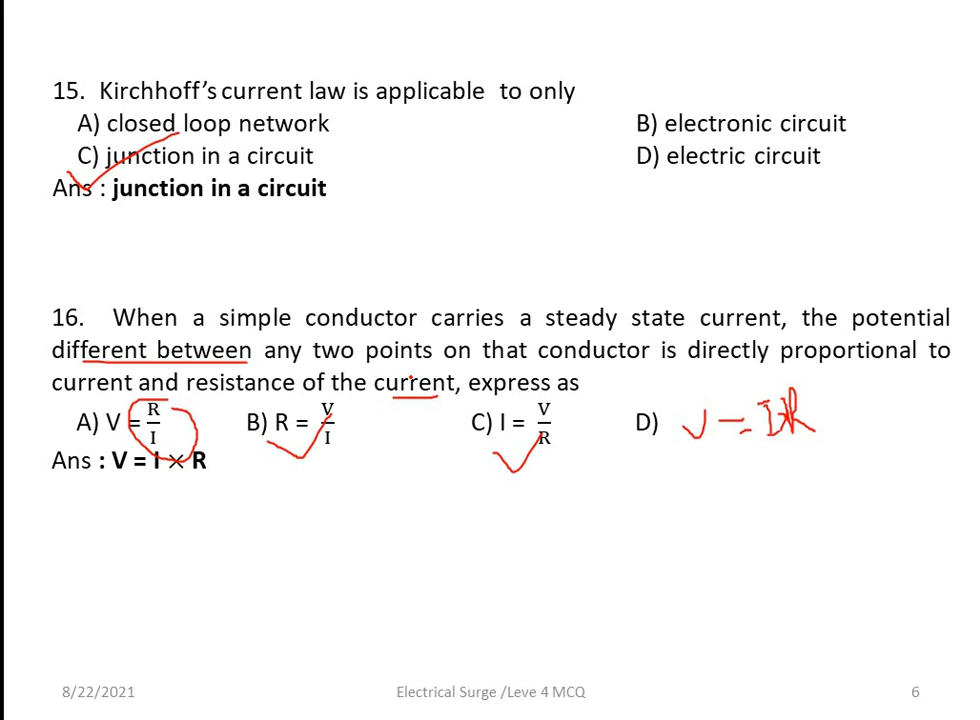 15. Kirchhoff's current law is applicable to only
A) closed loop network B) electronic circuit
C) junction in a circuit D) electric circuit
Ans : junction in a circuit
16. When a simple conductor carries a steady state current, the potential
different between any two points on that conductor is directly proportional to
current and resistance of the current, express as
A) V = R/I B) R = V/I C) I = V/R D) V = I×R
Ans : V = I × R
8/22/2021 Electrical Surge /Leve 4 MCQ 6